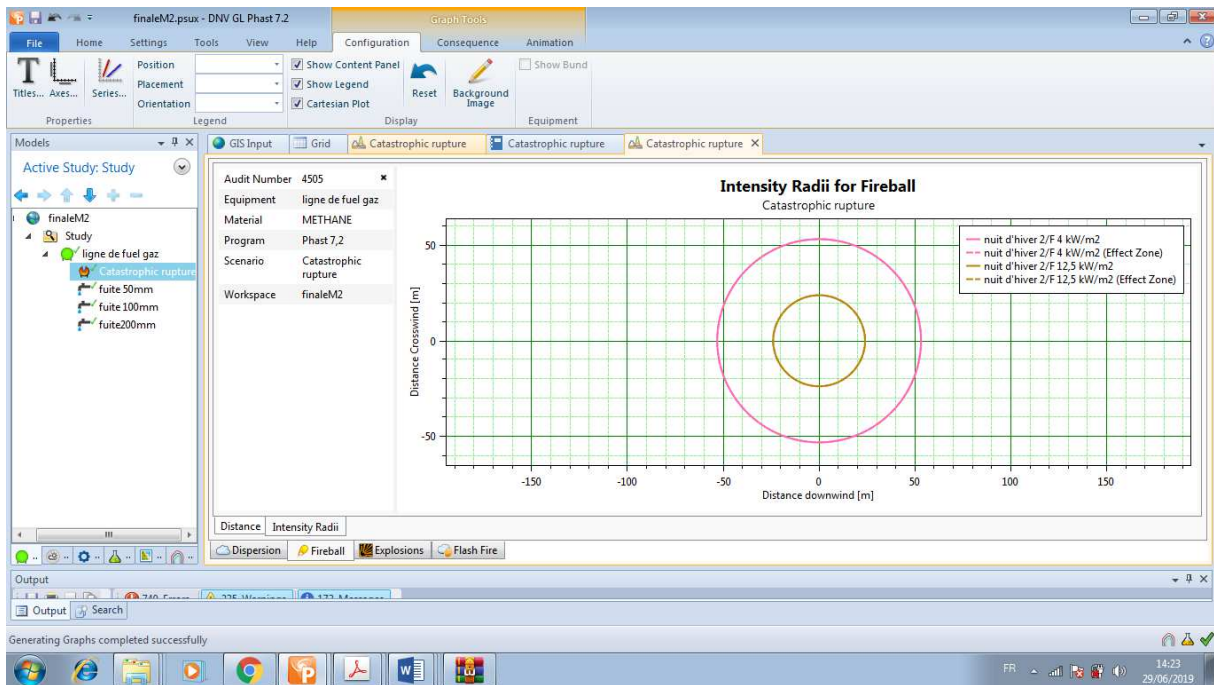 finaleM2.psux - DNV GL Phast 7.2
Graph Tools
File Home Settings Tools View Help Configuration Consequence Animation
Titles... Axes... Series...
Properties
Position
Placement
Orientation
Legend
Show Content Panel
Show Legend
Cartesian Plot
Reset
Background Image
Display
Show Bund
Equipment
Models
GIS Input Grid Catastrophic rupture Catastrophic rupture Catastrophic rupture
Active Study: Study
finaleM2
Study
ligne de fuel gaz
Catastrophic rupture
fuite 50mm
fuite 100mm
fuite200mm
Audit Number 4505
Equipment ligne de fuel gaz
Material METHANE
Program Phast 7,2
Scenario Catastrophic
rupture
Workspace finaleM2
Intensity Radii for Fireball
Catastrophic rupture
nuit d'hiver 2/F 4 kW/m2
nuit d'hiver 2/F 4 kW/m2 (Effect Zone)
nuit d'hiver 2/F 12,5 kW/m2
nuit d'hiver 2/F 12,5 kW/m2 (Effect Zone)
Distance Crosswind [m]
50
0
-50
-150 -100 -50 0 50 100 150
Distance downwind [m]
Distance Intensity Radii
Dispersion Fireball Explosions Flash Fire
Output
Output Search
Generating Graphs completed successfully
FR
14:23
29/06/2019